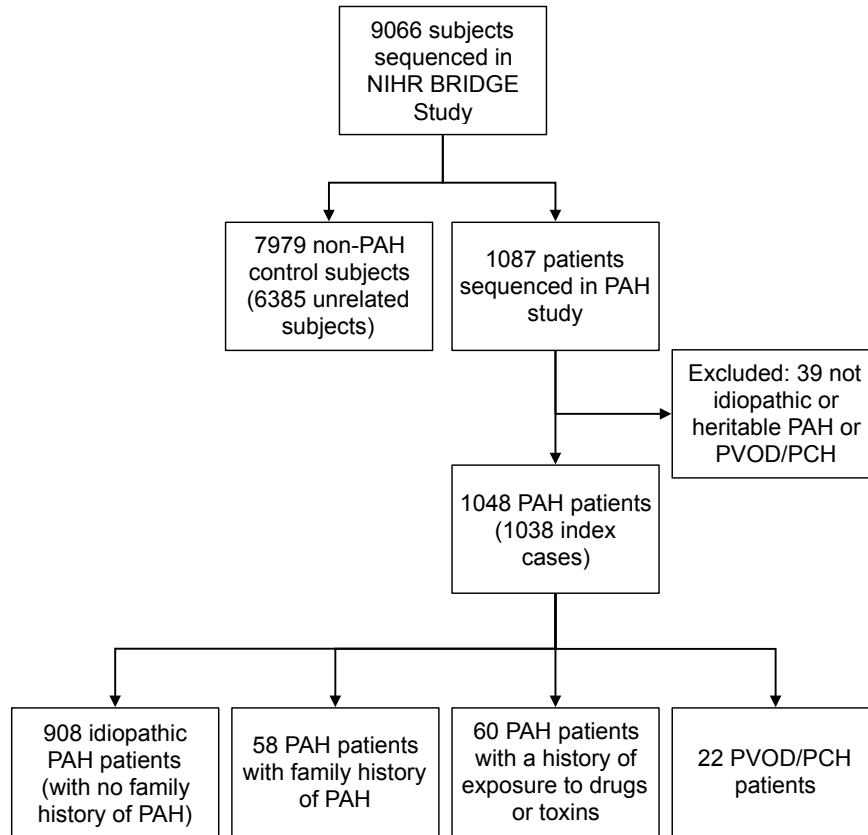 9066 subjects
sequenced in
NIHR BRIDGE
Study
7979 non-PAH
control subjects
(6385 unrelated
subjects)
1087 patients
sequenced in PAH
study
Excluded: 39 not
idiopathic or
heritable PAH or
PVOD/PCH
1048 PAH patients
(1038 index
cases)
908 idiopathic
PAH patients
(with no family
history of PAH)
58 PAH patients
with family history
of PAH
60 PAH patients
with a history of
exposure to drugs
or toxins
22 PVOD/PCH
patients